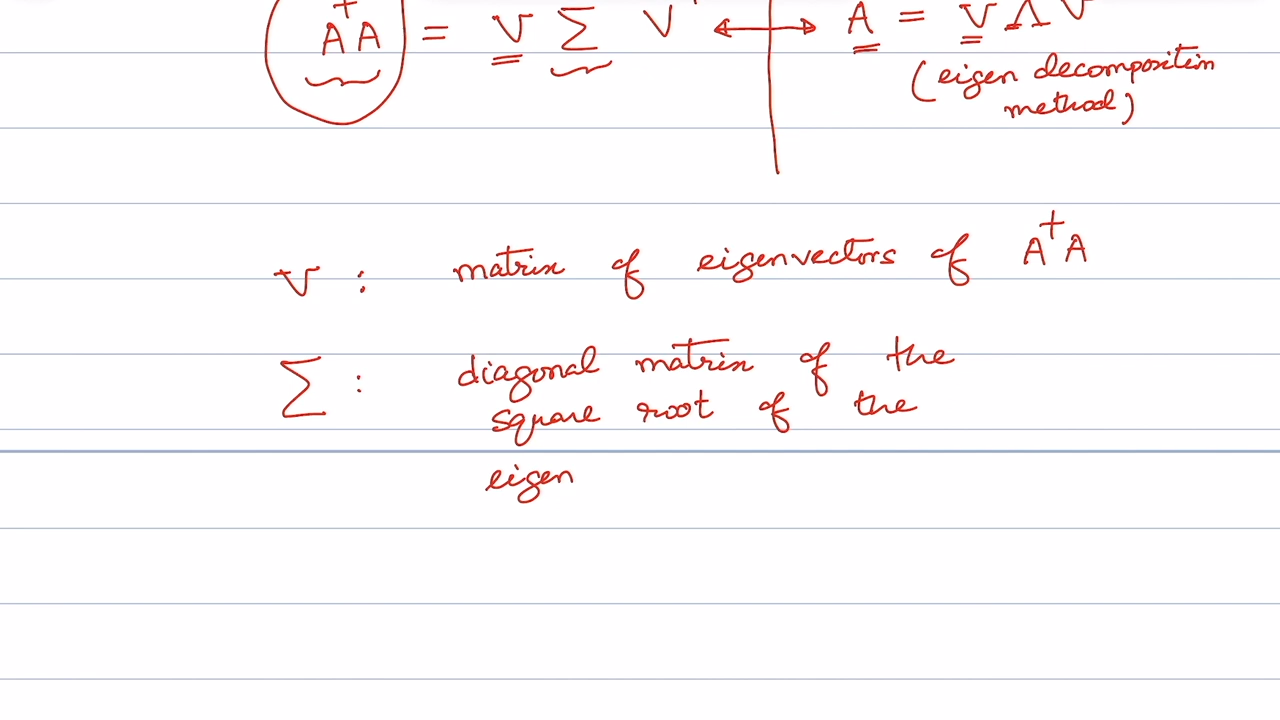 A†A = V Σ V ↔ A = V Λ V
(eigen decomposition
method)
V : matrix of eigenvectors of A†A
Σ : diagonal matrix of the
square root of the
eigen